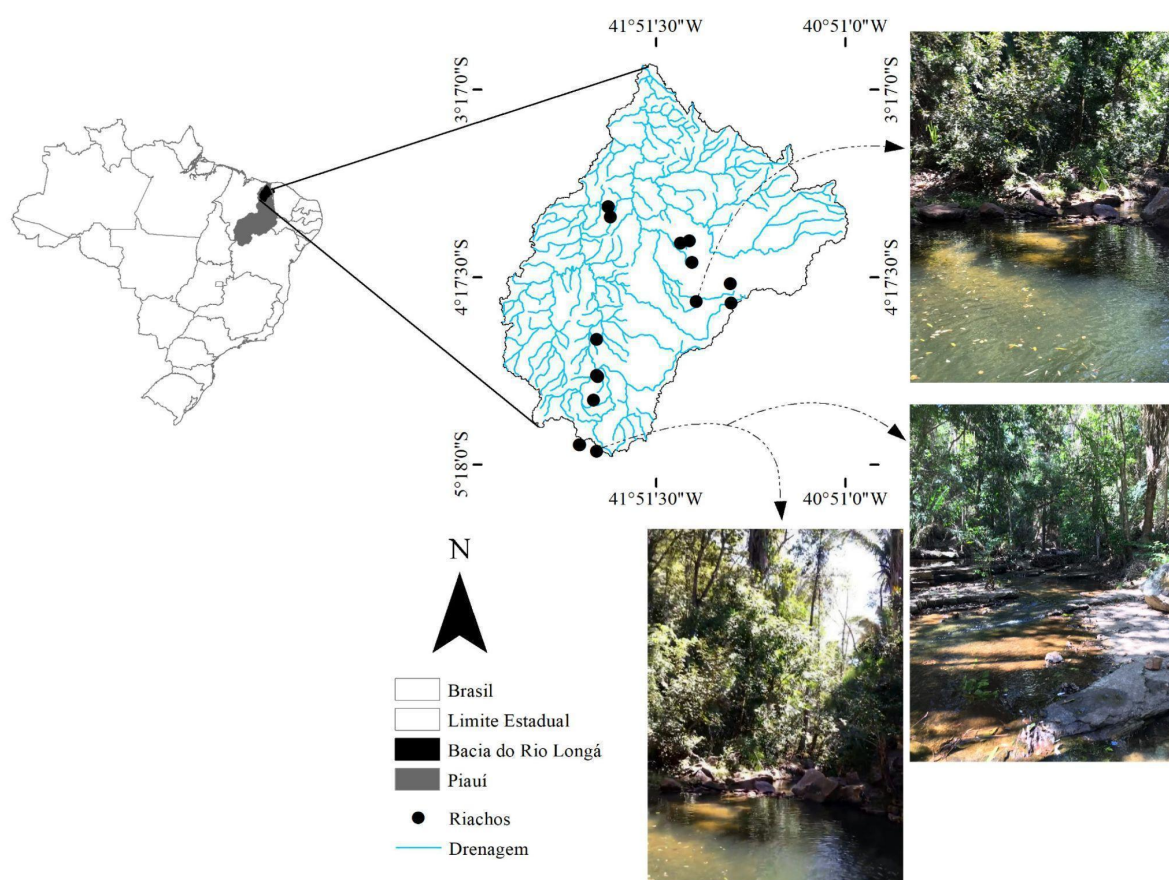 41°51'30"W 40°51'0"W
3°17'0"S 3°17'0"S
4°17'30"S 4°17'30"S
5°18'0"S
41°51'30"W 40°51'0"W
N
Brasil
Limite Estadual
Bacia do Rio Longá
Piauí
Riachos
Drenagem